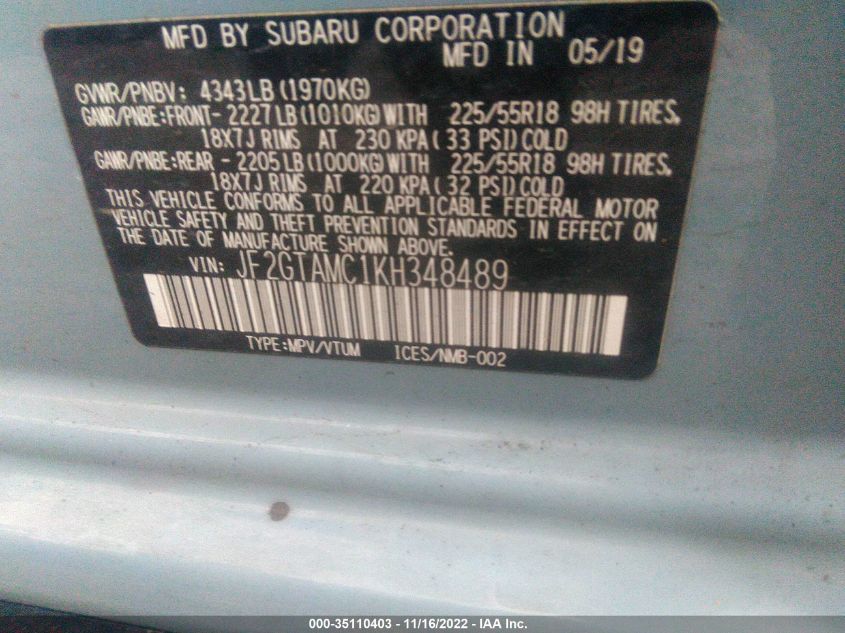 MFD BY SUBARU CORPORATION
MFD IN 05/19
GVWR/PNBV: 4343LB(1970KG)
GAWR/PNBE:FRONT- 2227LB(1010KG)WITH 225/55R18 98H TIRES,
18X7J RIMS AT 230 KPA(33 PSI)COLD
GAWR/PNBE:REAR - 2205LB(1000KG)WITH 225/55R18 98H TIRES,
18X7J RIMS AT 220 KPA(32 PSI)COLD
THIS VEHICLE CONFORMS TO ALL APPLICABLE FEDERAL MOTOR
VEHICLE SAFETY AND THEFT PREVENTION STANDARDS IN EFFECT ON
THE DATE OF MANUFACTURE SHOWN ABOVE.
VIN: JF2GTAMC1KH348489
TYPE:MPV/VTUM ICES/NMB-002
000-35110403 - 11/16/2022 - IAA Inc.